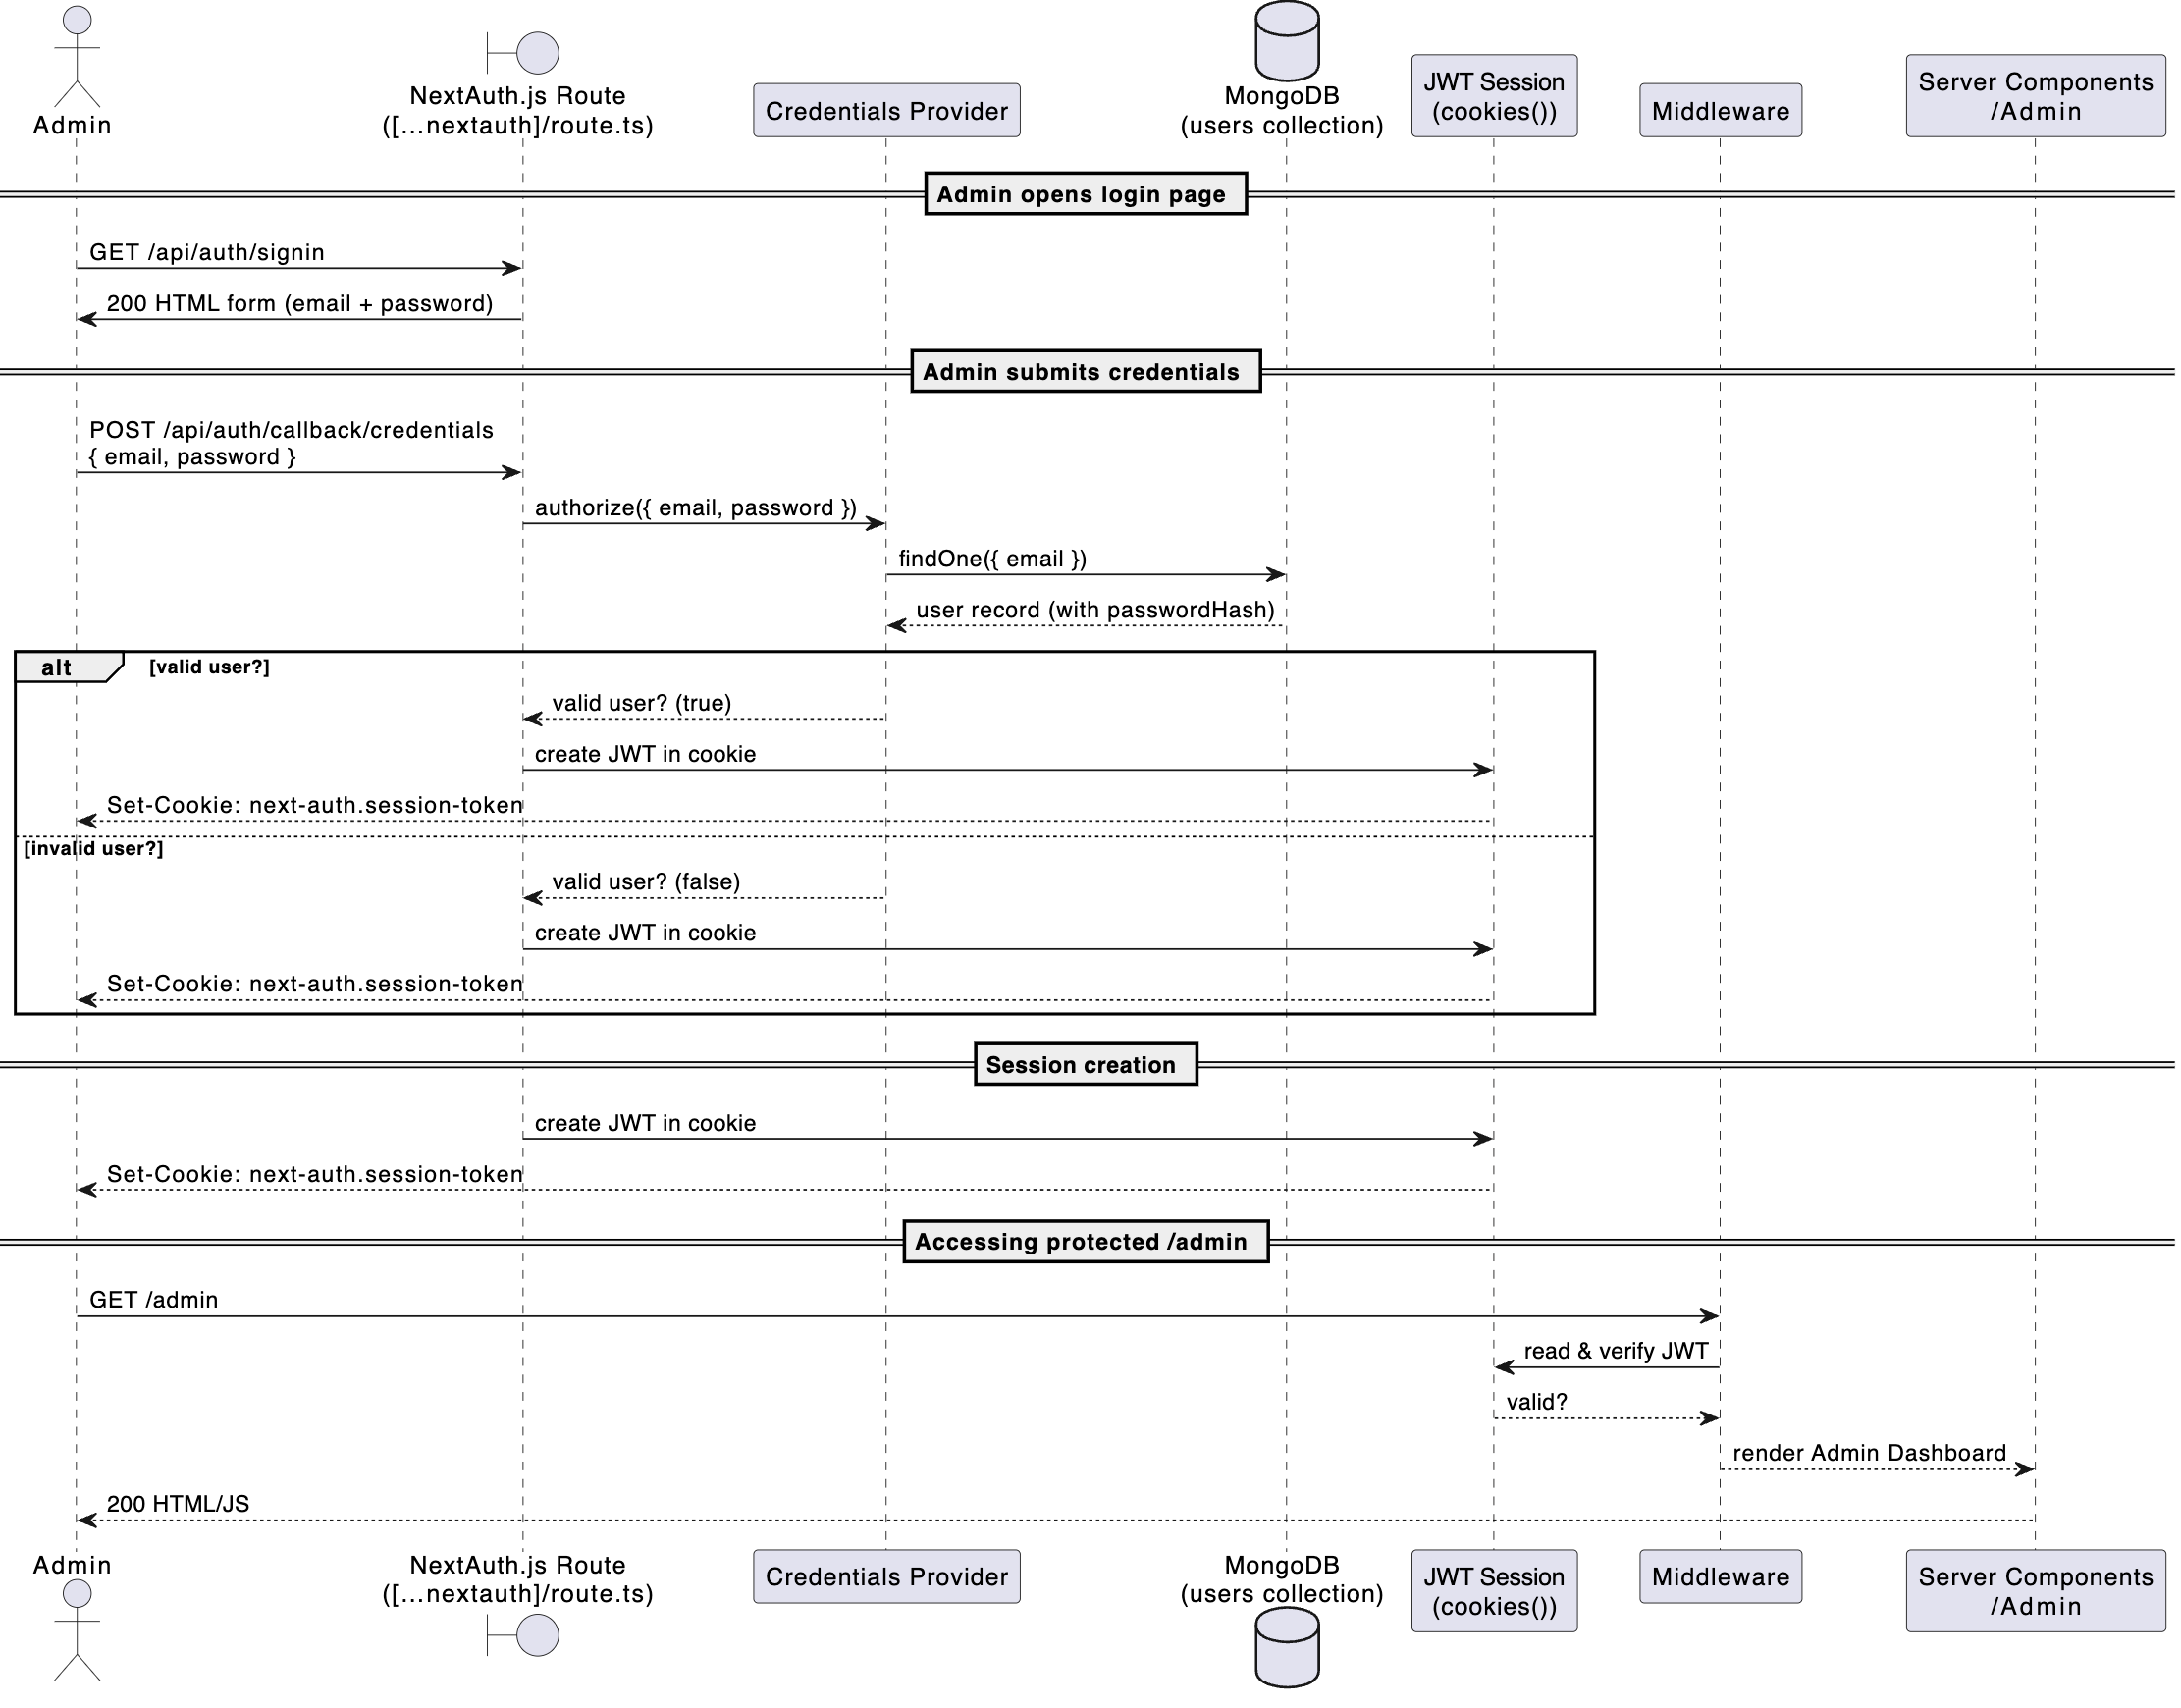 Admin
NextAuth.js Route
([...nextauth]/route.ts)
Credentials Provider
MongoDB
(users collection)
JWT Session
(cookies())
Middleware
Server Components
/Admin
Admin opens login page
GET /api/auth/signin
200 HTML form (email + password)
Admin submits credentials
POST /api/auth/callback/credentials
{ email, password }
authorize({ email, password })
findOne({ email })
user record (with passwordHash)
alt
[valid user?]
valid user? (true)
create JWT in cookie
Set-Cookie: next-auth.session-token
[invalid user?]
valid user? (false)
create JWT in cookie
Set-Cookie: next-auth.session-token
Session creation
create JWT in cookie
Set-Cookie: next-auth.session-token
Accessing protected /admin
GET /admin
read & verify JWT
valid?
render Admin Dashboard
200 HTML/JS
Admin
NextAuth.js Route
([...nextauth]/route.ts)
Credentials Provider
MongoDB
(users collection)
JWT Session
(cookies())
Middleware
Server Components
/Admin